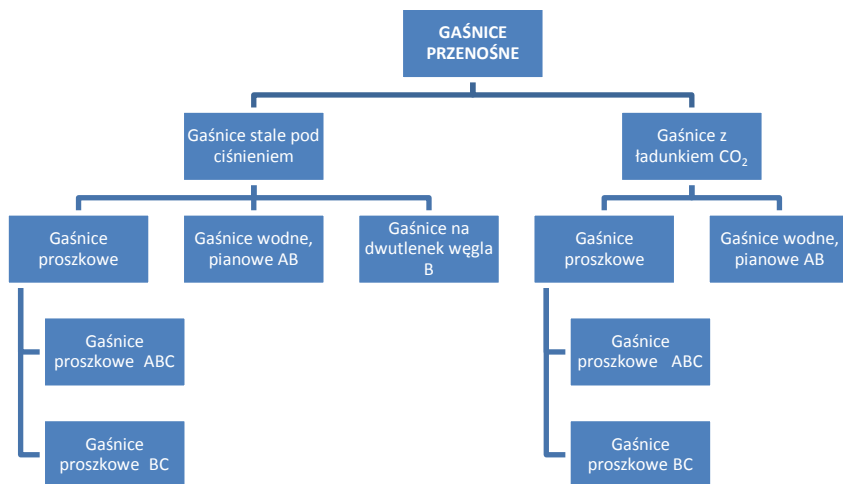 GAŚNICE
PRZENOŚNE
Gaśnice stale pod
ciśnieniem
Gaśnice z
ładunkiem CO₂
Gaśnice
proszkowe
Gaśnice wodne,
pianowe AB
Gaśnice na
dwutlenek węgla
B
Gaśnice
proszkowe
Gaśnice wodne,
pianowe AB
Gaśnice
proszkowe ABC
Gaśnice
proszkowe ABC
Gaśnice
proszkowe BC
Gaśnice
proszkowe BC